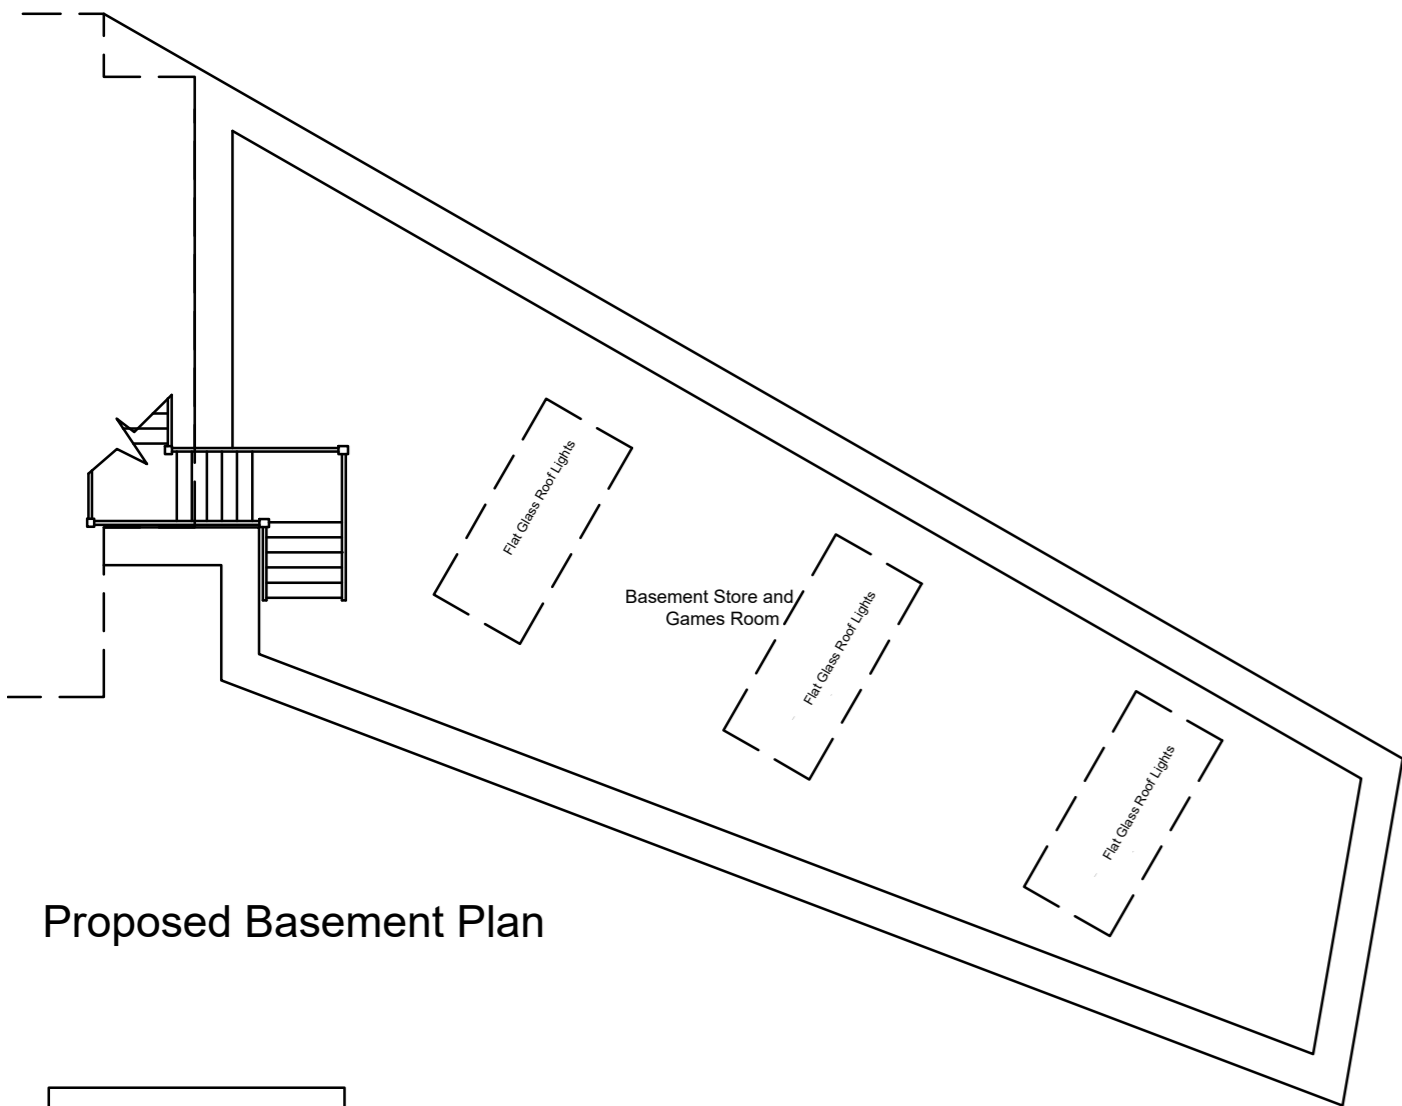 Flat Glass Roof Lights
Basement Store and
Games Room
Flat Glass Roof Lights
Flat Glass Roof Lights
Proposed Basement Plan